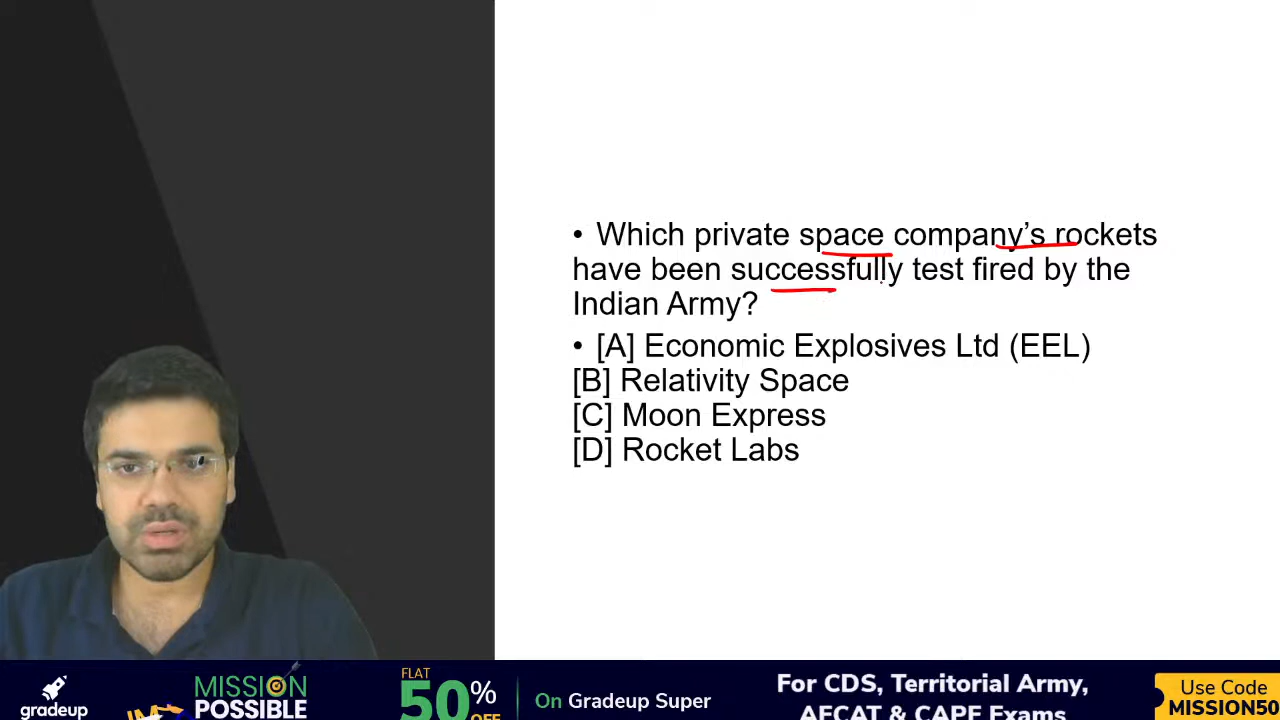 • Which private space company's rockets
have been successfully test fired by the
Indian Army?
• [A] Economic Explosives Ltd (EEL)
[B] Relativity Space
[C] Moon Express
[D] Rocket Labs
gradeup
MISSION
POSSIBLE
FLAT
50%
OFF
On Gradeup Super
For CDS, Territorial Army,
AFCAT & CAPF Exams
Use Code
MISSION50